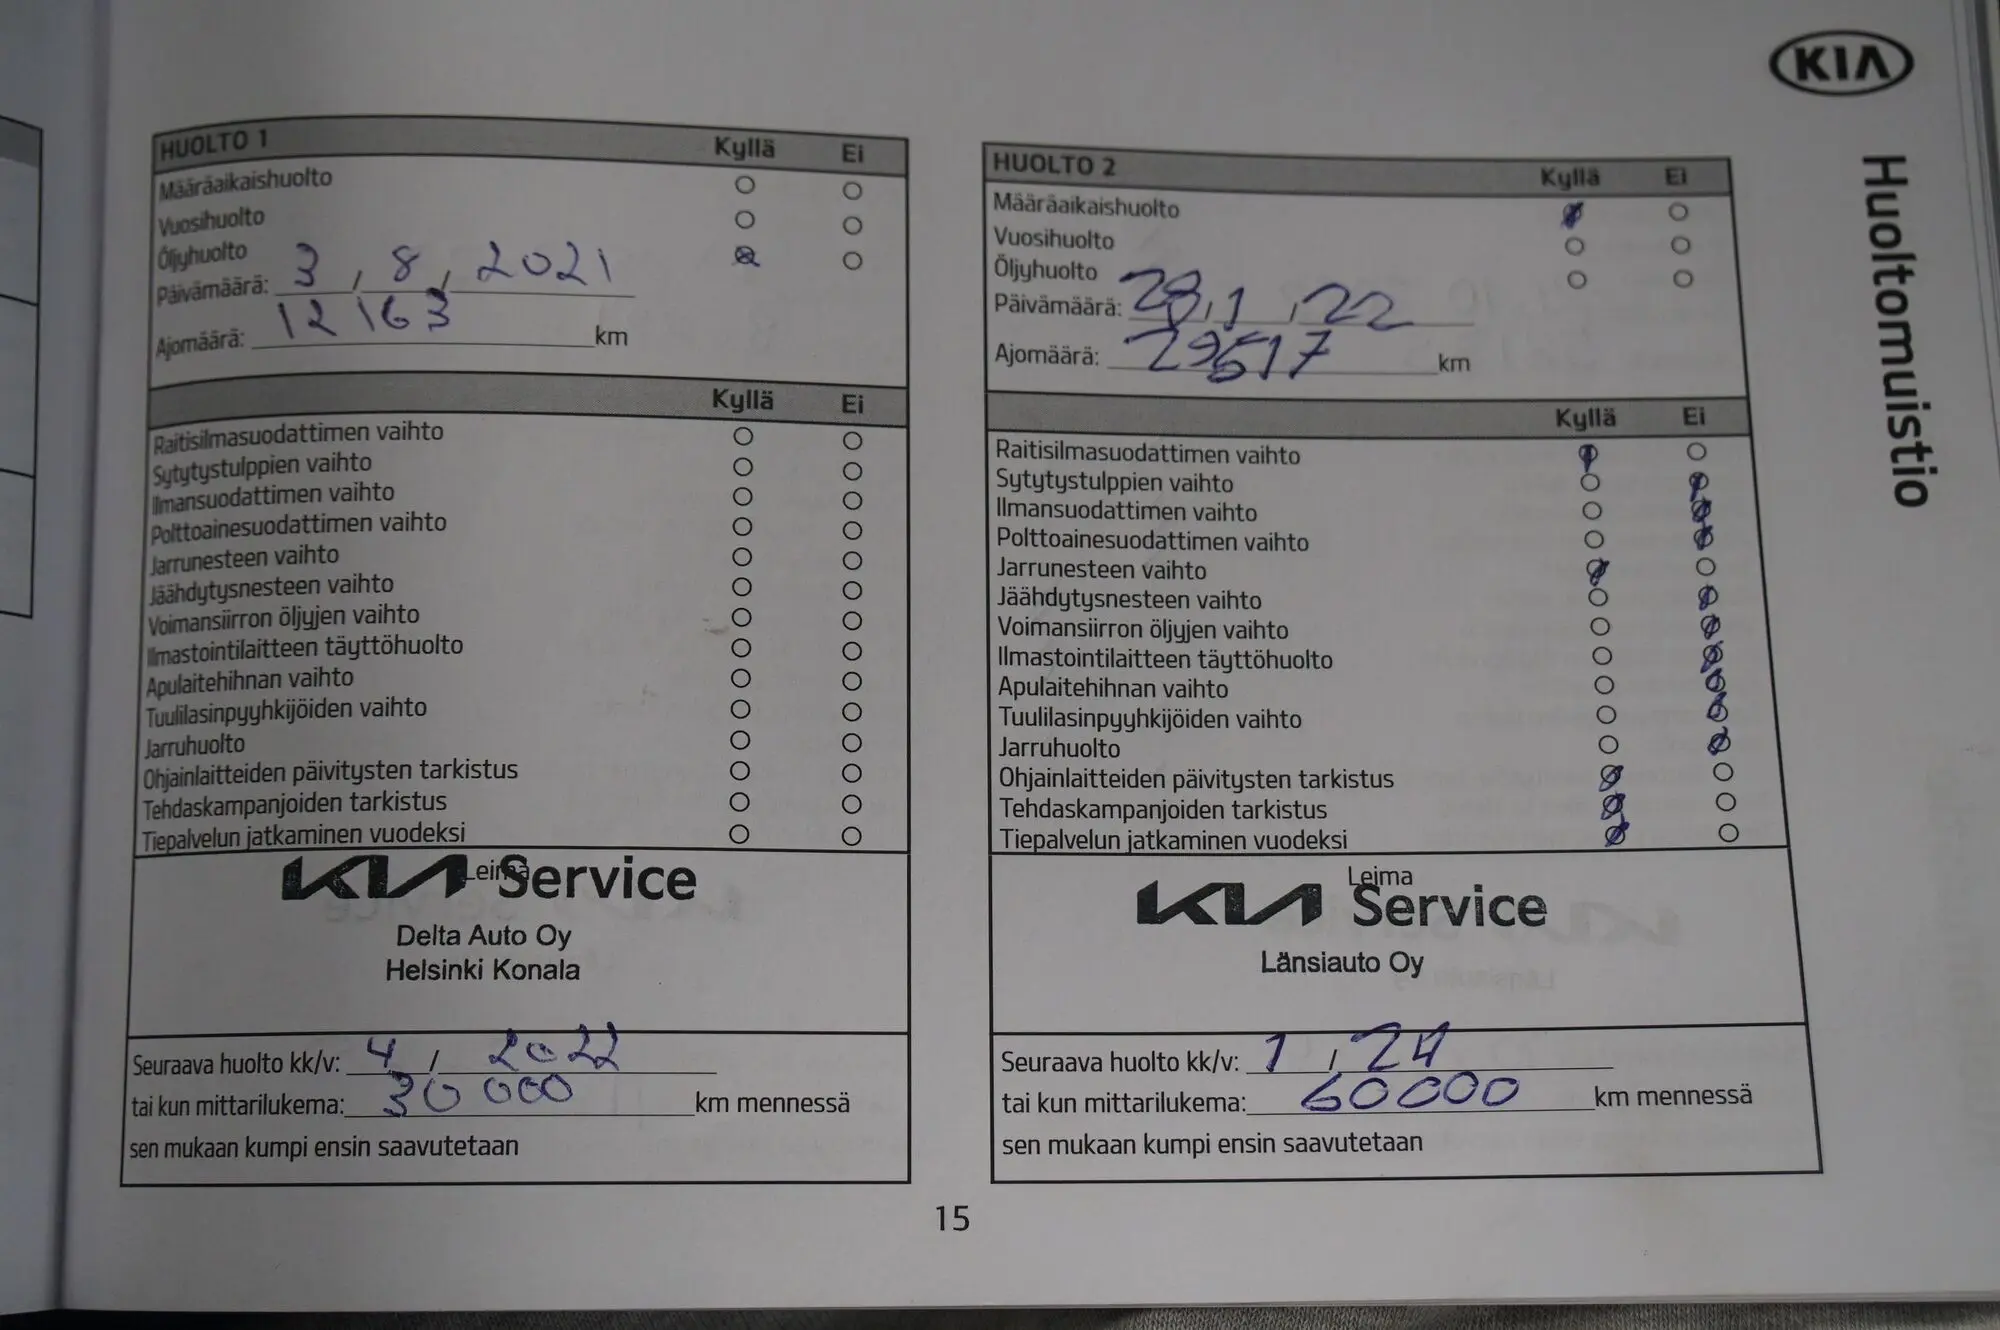 KIA
Huoltomuistio
HUOLTO 1 Kyllä Ei
Määräaikaishuolto
Vuosihuolto
Öljyhuolto
Päivämäärä: 3 / 8 / 2021
Ajomäärä: 12 163 km
Kyllä Ei
Raitisilmasuodattimen vaihto
Sytytystulppien vaihto
Ilmansuodattimen vaihto
Polttoainesuodattimen vaihto
Jarrunesteen vaihto
Jäähdytysnesteen vaihto
Voimansiirron öljyjen vaihto
Ilmastointilaitteen täyttöhuolto
Apulaitehihnan vaihto
Tuulilasinpyyhkijöiden vaihto
Jarruhuolto
Ohjainlaitteiden päivitysten tarkistus
Tehdaskampanjoiden tarkistus
Tiepalvelun jatkaminen vuodeksi
Leima
KIA Service
Delta Auto Oy
Helsinki Konala
Seuraava huolto kk/v: 4 / 2022
tai kun mittarilukema: 30 000 km mennessä
sen mukaan kumpi ensin saavutetaan
HUOLTO 2 Kyllä Ei
Määräaikaishuolto
Vuosihuolto
Öljyhuolto
Päivämäärä: 28 / 1 / 22
Ajomäärä: 29517 km
Kyllä Ei
Raitisilmasuodattimen vaihto
Sytytystulppien vaihto
Ilmansuodattimen vaihto
Polttoainesuodattimen vaihto
Jarrunesteen vaihto
Jäähdytysnesteen vaihto
Voimansiirron öljyjen vaihto
Ilmastointilaitteen täyttöhuolto
Apulaitehihnan vaihto
Tuulilasinpyyhkijöiden vaihto
Jarruhuolto
Ohjainlaitteiden päivitysten tarkistus
Tehdaskampanjoiden tarkistus
Tiepalvelun jatkaminen vuodeksi
Leima
KIA Service
Länsiauto Oy
Seuraava huolto kk/v: 1 / 24
tai kun mittarilukema: 60000 km mennessä
sen mukaan kumpi ensin saavutetaan
15